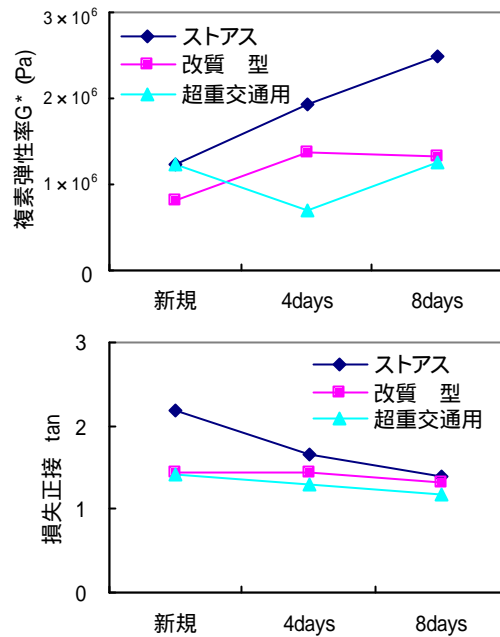 3 × 10⁶
ストアス
改質 型
超重交通用
2 × 10⁶
1 × 10⁶
0
複素弾性率G* (Pa)
新規 4days 8days
3
ストアス
改質 型
超重交通用
2
1
0
損失正接 tan
新規 4days 8days